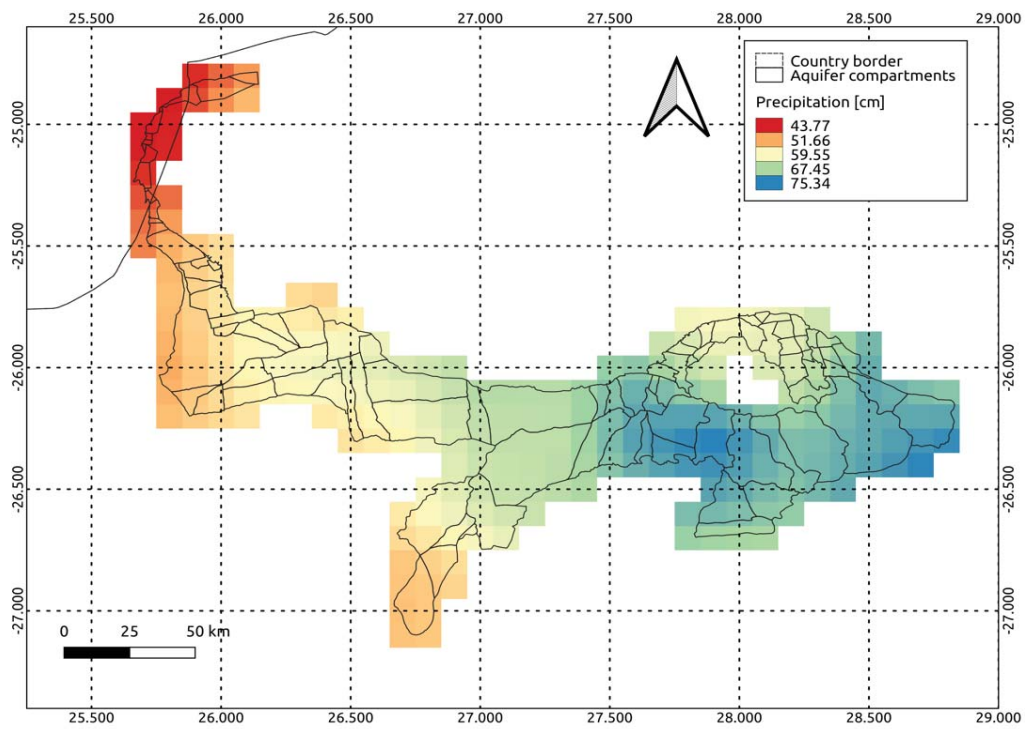 25.500 26.000 26.500 27.000 27.500 28.000 28.500 29.000
Country border
Aquifer compartments
Precipitation [cm]
43.77
51.66
59.55
67.45
75.34
-25.000 -25.000
-25.500 -25.500
-26.000 -26.000
-26.500 -26.500
-27.000 -27.000
0 25 50 km
25.500 26.000 26.500 27.000 27.500 28.000 28.500 29.000